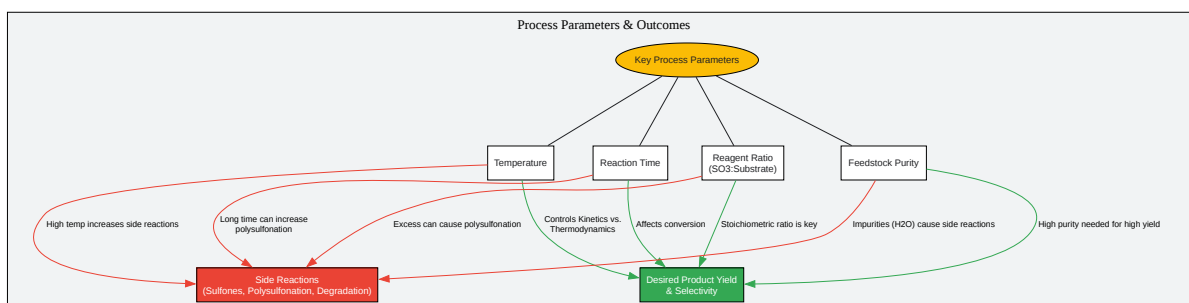 Process Parameters & Outcomes
Key Process Parameters
Temperature
Reaction Time
Reagent Ratio
(SO3:Substrate)
Feedstock Purity
High temp increases side reactions
Long time can increase
polysulfonation
Excess can cause polysulfonation
Controls Kinetics vs.
Thermodynamics
Affects conversion
Stoichiometric ratio is key
Impurities (H2O) cause side reactions
High purity needed for high yield
Side Reactions
(Sulfones, Polysulfonation, Degradation)
Desired Product Yield
& Selectivity